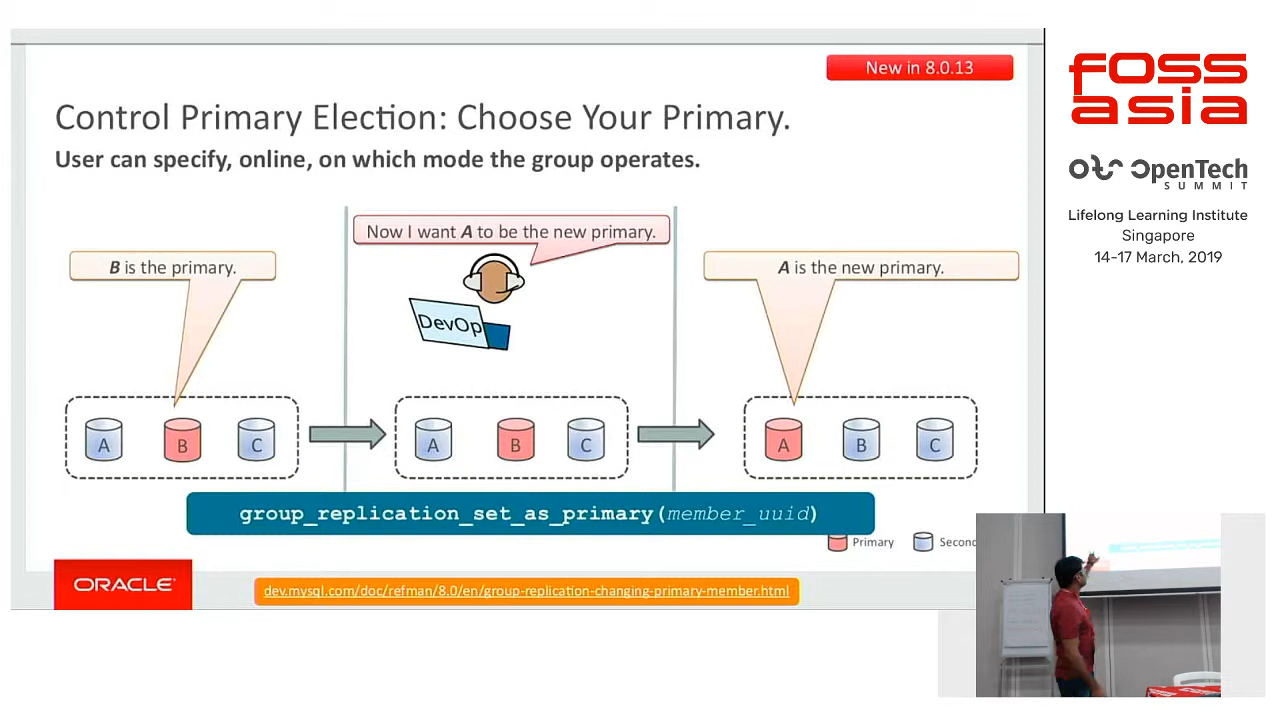 New in 8.0.13
Control Primary Election: Choose Your Primary.
User can specify, online, on which mode the group operates.
B is the primary.
Now I want A to be the new primary.
A is the new primary.
DevOp
A
B
C
A
B
C
A
B
C
group_replication_set_as_primary(member_uuid)
Primary
Second
ORACLE
dev.mysql.com/doc/refman/8.0/en/group-replication-changing-primary-member.html
FOSS
asia
OTS OpenTech
SUMMIT
Lifelong Learning Institute
Singapore
14-17 March, 2019